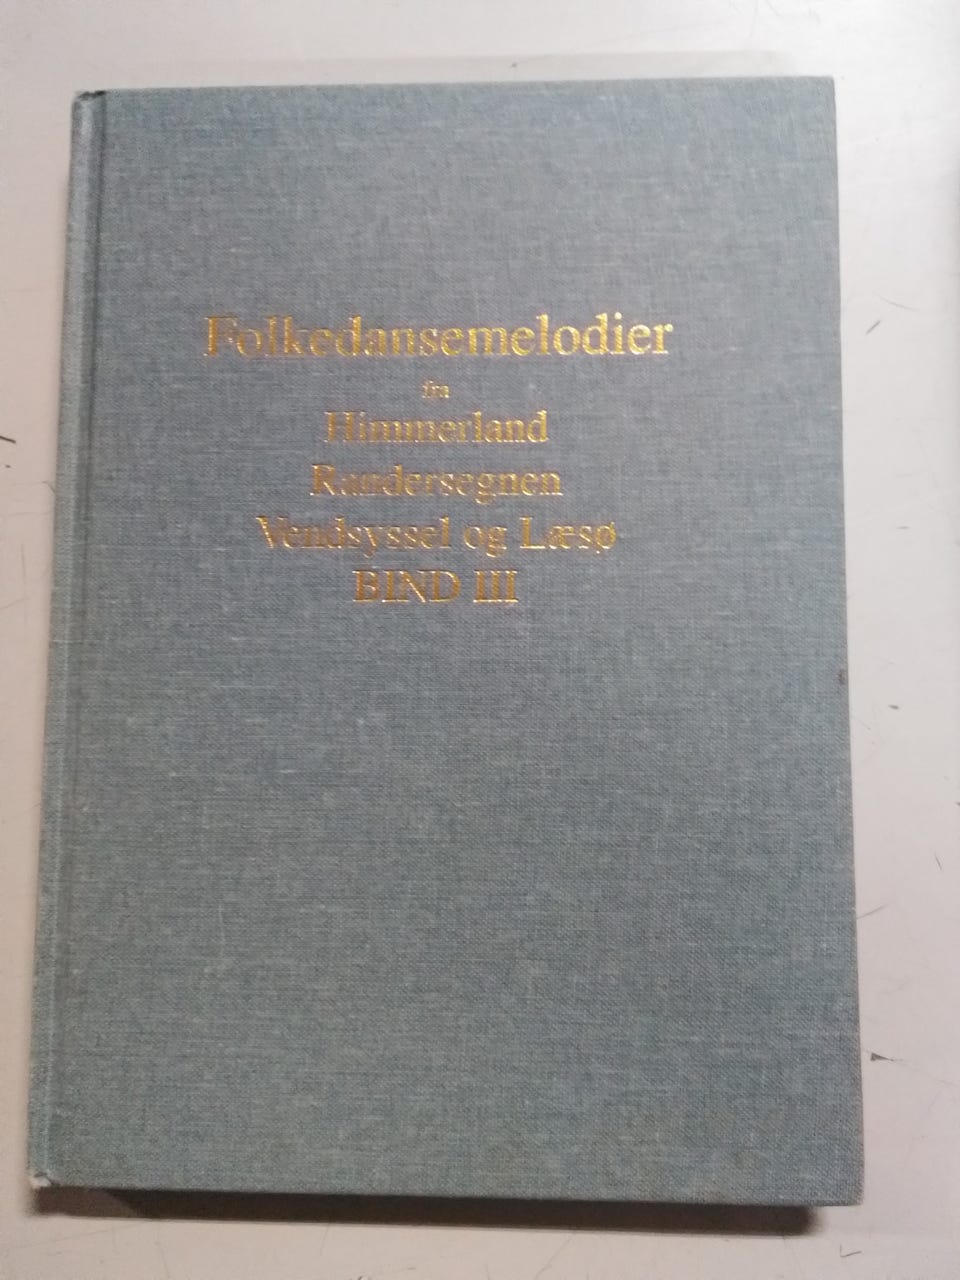 Folkedansemelodier
fra
Himmerland
Randersegnen
Vendsyssel og Læsø
BIND III